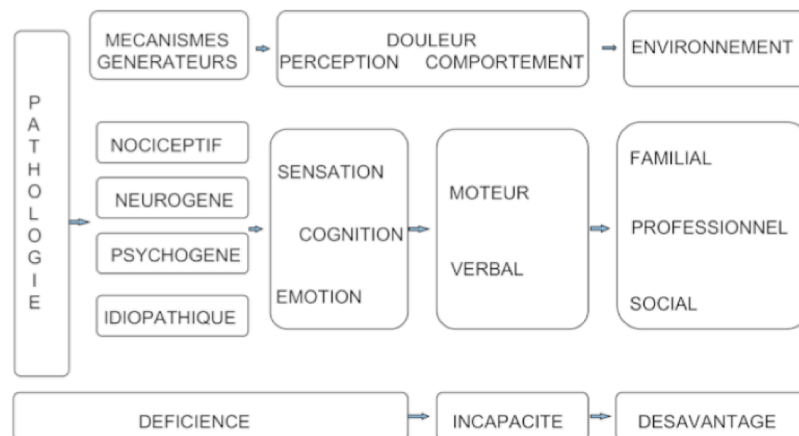 MECANISMES
GENERATEURS
DOULEUR
PERCEPTION COMPORTEMENT
ENVIRONNEMENT
PATHOLOGIE
NOCICEPTIF
NEUROGENE
PSYCHOGENE
IDIOPATHIQUE
SENSATION
COGNITION
EMOTION
MOTEUR
VERBAL
FAMILIAL
PROFESSIONNEL
SOCIAL
DEFICIENCE
INCAPACITE
DESAVANTAGE